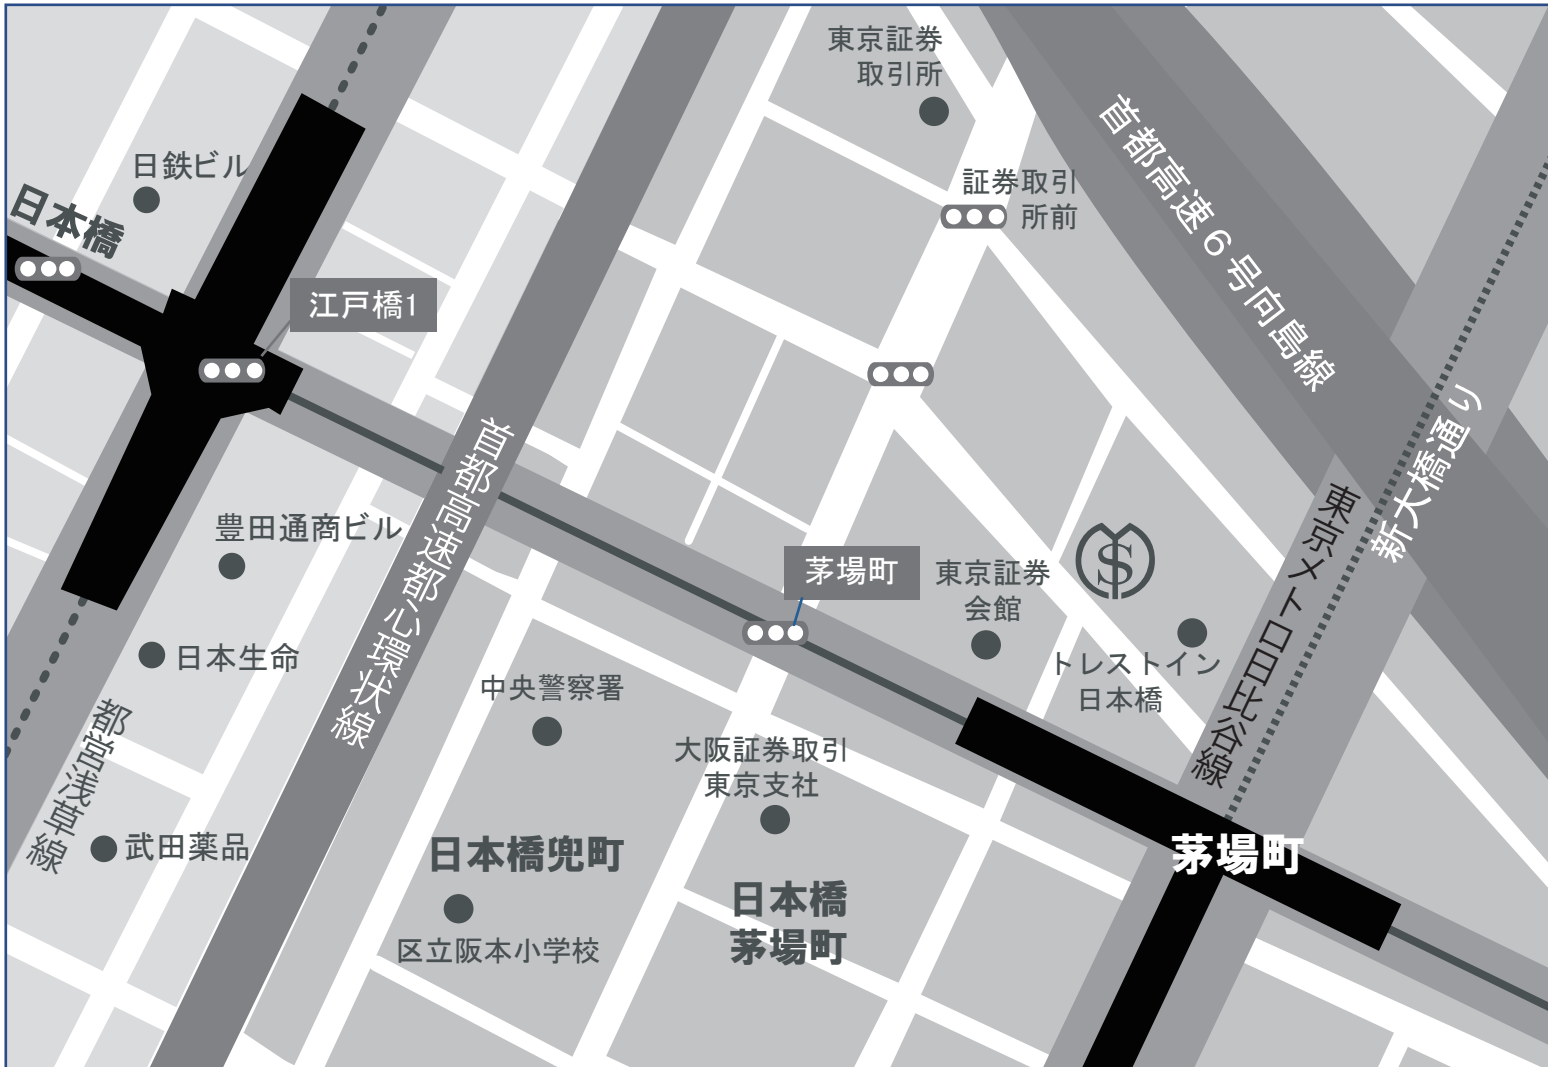 東京証券
取引所
首都高速6号向島線
日鉄ビル
証券取引
所前
日本橋
江戸橋1
新大橋通り
首都高速都心環状線
東京メトロ日比谷線
豊田通商ビル
茅場町
東京証券
会館
トレストイン
日本橋
日本生命
中央警察署
都営浅草線
大阪証券取引
東京支社
武田薬品
日本橋兜町
茅場町
日本橋
茅場町
区立阪本小学校